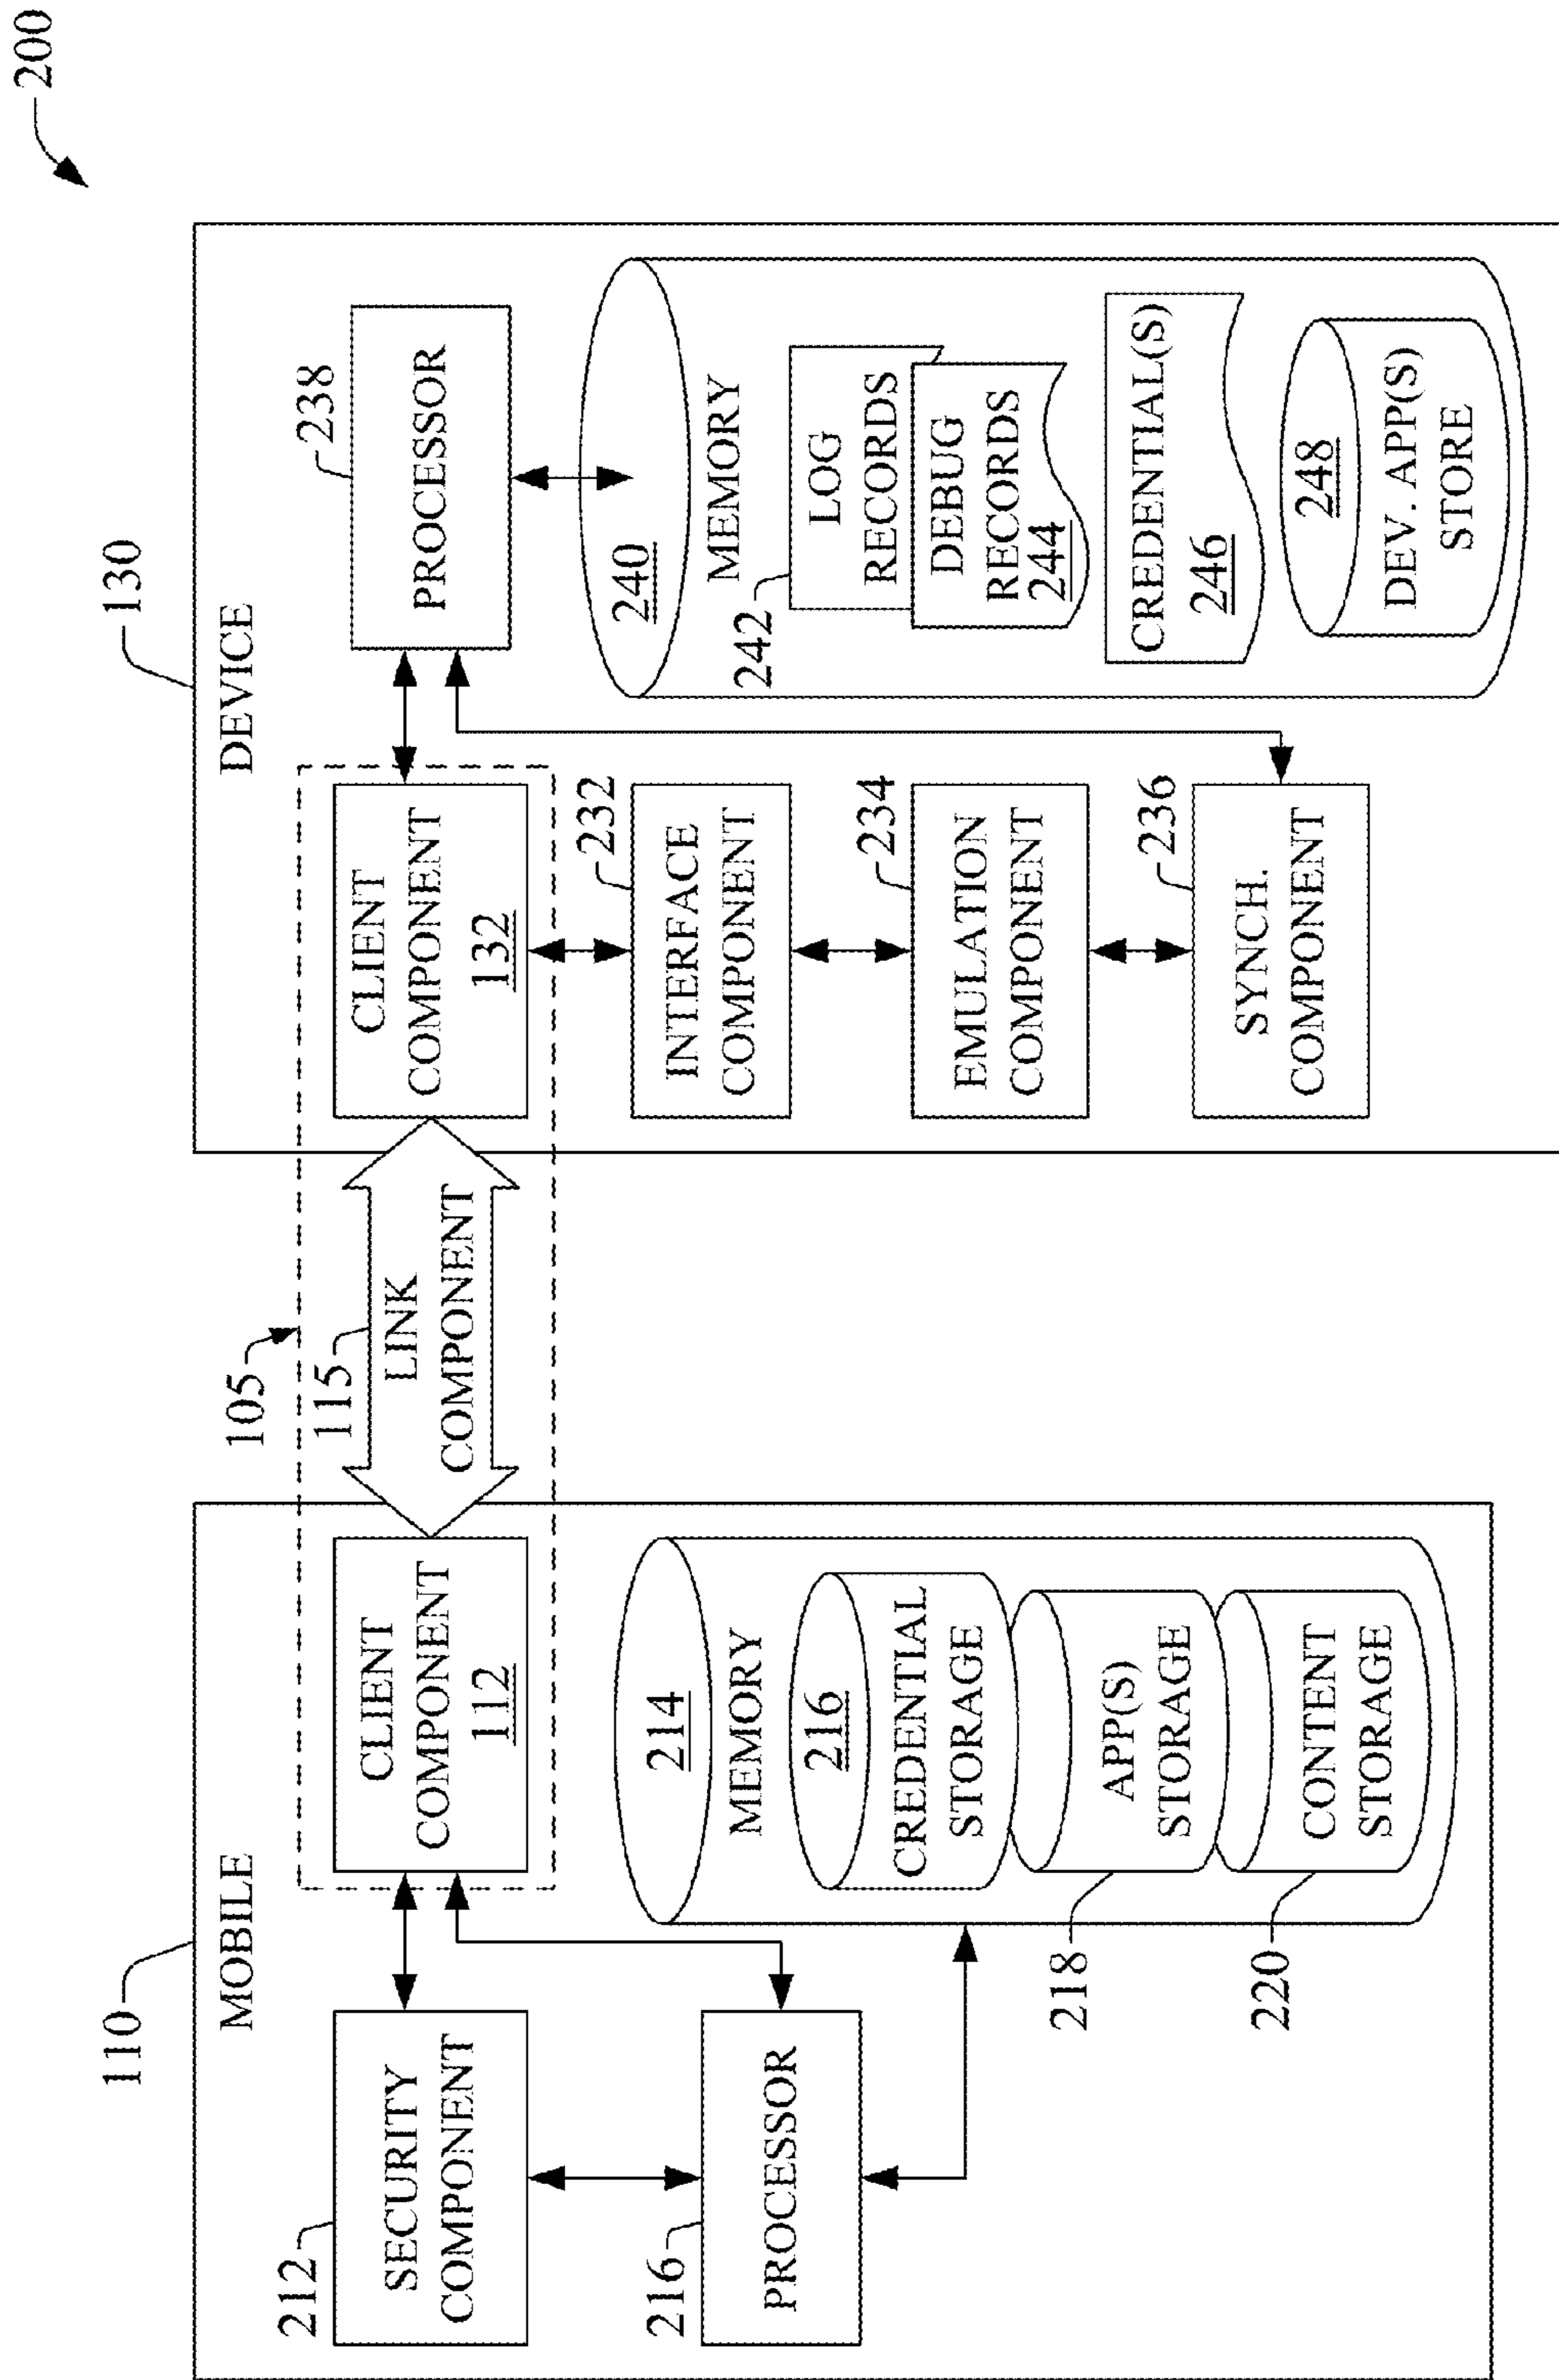 200
110
MOBILE
212
SECURITY
COMPONENT
216
PROCESSOR
CLIENT
COMPONENT
112
214
MEMORY
216
CREDENTIAL
STORAGE
218
APP(S)
STORAGE
220
CONTENT
STORAGE
105
115
LINK
COMPONENT
130
DEVICE
CLIENT
COMPONENT
132
232
INTERFACE
COMPONENT
234
EMULATION
COMPONENT
236
SYNCH.
COMPONENT
238
PROCESSOR
240
MEMORY
242
LOG
RECORDS
DEBUG
RECORDS
244
CREDENTIAL(S)
246
248
DEV. APP(S)
STORE